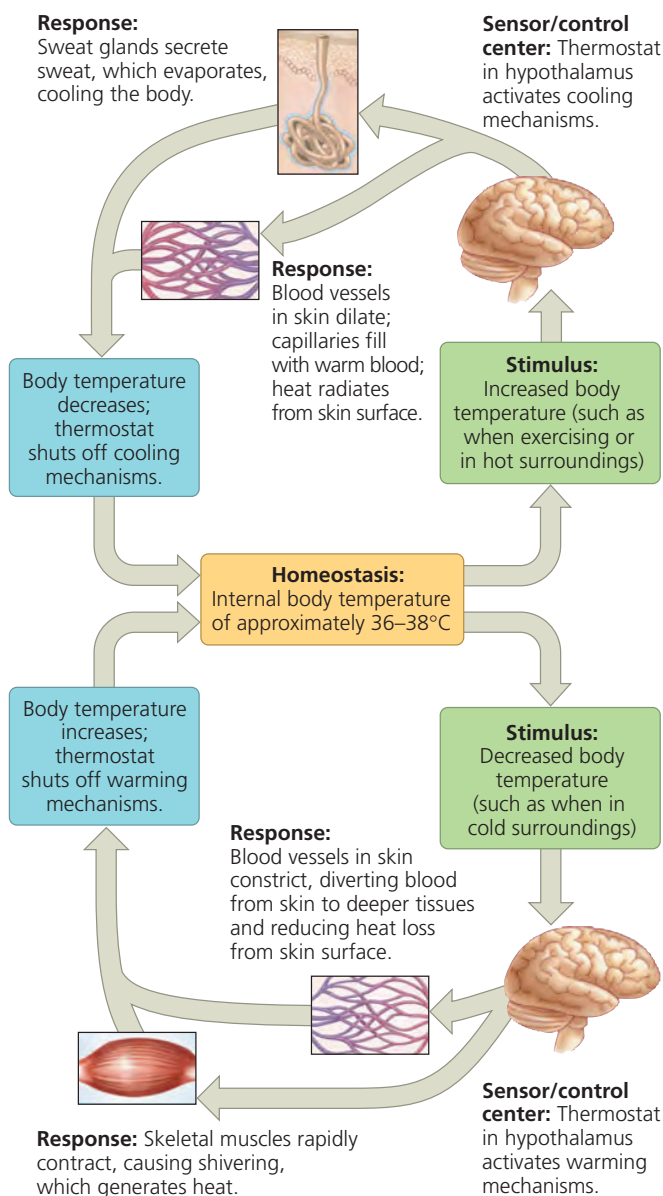 Response:
Sweat glands secrete
sweat, which evaporates,
cooling the body.
Sensor/control
center: Thermostat
in hypothalamus
activates cooling
mechanisms.
Response:
Blood vessels
in skin dilate;
capillaries fill
with warm blood;
heat radiates
from skin surface.
Body temperature
decreases;
thermostat
shuts off cooling
mechanisms.
Stimulus:
Increased body
temperature (such as
when exercising or
in hot surroundings)
Homeostasis:
Internal body temperature
of approximately 36–38°C
Body temperature
increases;
thermostat
shuts off warming
mechanisms.
Stimulus:
Decreased body
temperature
(such as when in
cold surroundings)
Response:
Blood vessels in skin
constrict, diverting blood
from skin to deeper tissues
and reducing heat loss
from skin surface.
Sensor/control
center: Thermostat
in hypothalamus
activates warming
mechanisms.
Response: Skeletal muscles rapidly
contract, causing shivering,
which generates heat.